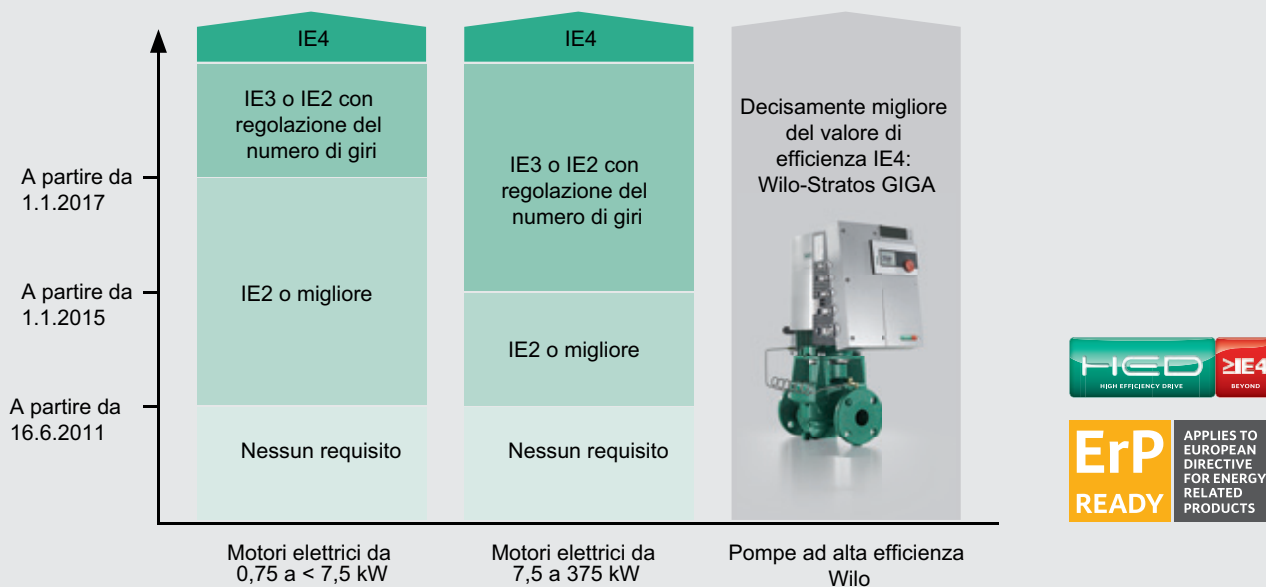 IE4
IE3 o IE2 con
regolazione del
numero di giri
IE2 o migliore
Nessun requisito
IE4
IE3 o IE2 con
regolazione del
numero di giri
IE2 o migliore
Nessun requisito
Decisamente migliore
del valore di
efficienza IE4:
Wilo-Stratos GIGA
A partire da
1.1.2017
A partire da
1.1.2015
A partire da
16.6.2011
Motori elettrici da
0,75 a < 7,5 kW
Motori elettrici da
7,5 a 375 kW
Pompe ad alta efficienza
Wilo
HED
HIGH EFFICIENCY DRIVE
≥IE4
BEYOND
ErP
READY
APPLIES TO
EUROPEAN
DIRECTIVE
FOR ENERGY
RELATED
PRODUCTS